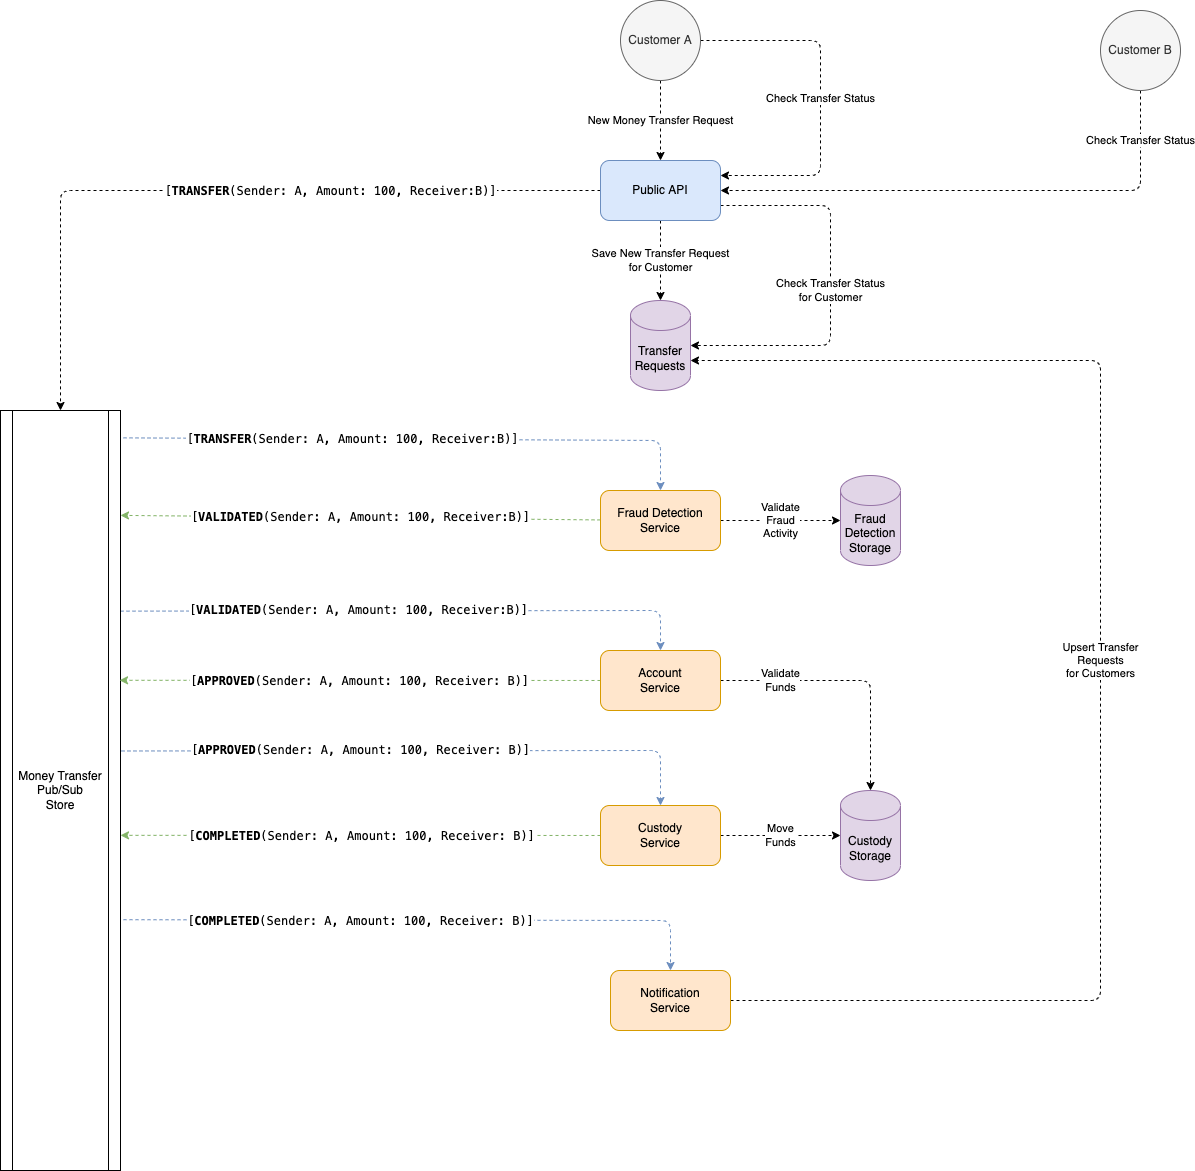 Customer A
Customer B
Check Transfer Status
New Money Transfer Request
Check Transfer Status
[TRANSFER(Sender: A, Amount: 100, Receiver:B)]
Public API
Save New Transfer Request
for Customer
Check Transfer Status
for Customer
Transfer
Requests
[TRANSFER(Sender: A, Amount: 100, Receiver:B)]
[VALIDATED(Sender: A, Amount: 100, Receiver:B)]
Fraud Detection
Service
Validate
Fraud
Activity
Fraud
Detection
Storage
[VALIDATED(Sender: A, Amount: 100, Receiver:B)]
Upsert Transfer
Requests
for Customers
[APPROVED(Sender: A, Amount: 100, Receiver: B)]
Account
Service
Validate
Funds
[APPROVED(Sender: A, Amount: 100, Receiver: B)]
Money Transfer
Pub/Sub
Store
[COMPLETED(Sender: A, Amount: 100, Receiver: B)]
Custody
Service
Move
Funds
Custody
Storage
[COMPLETED(Sender: A, Amount: 100, Receiver: B)]
Notification
Service